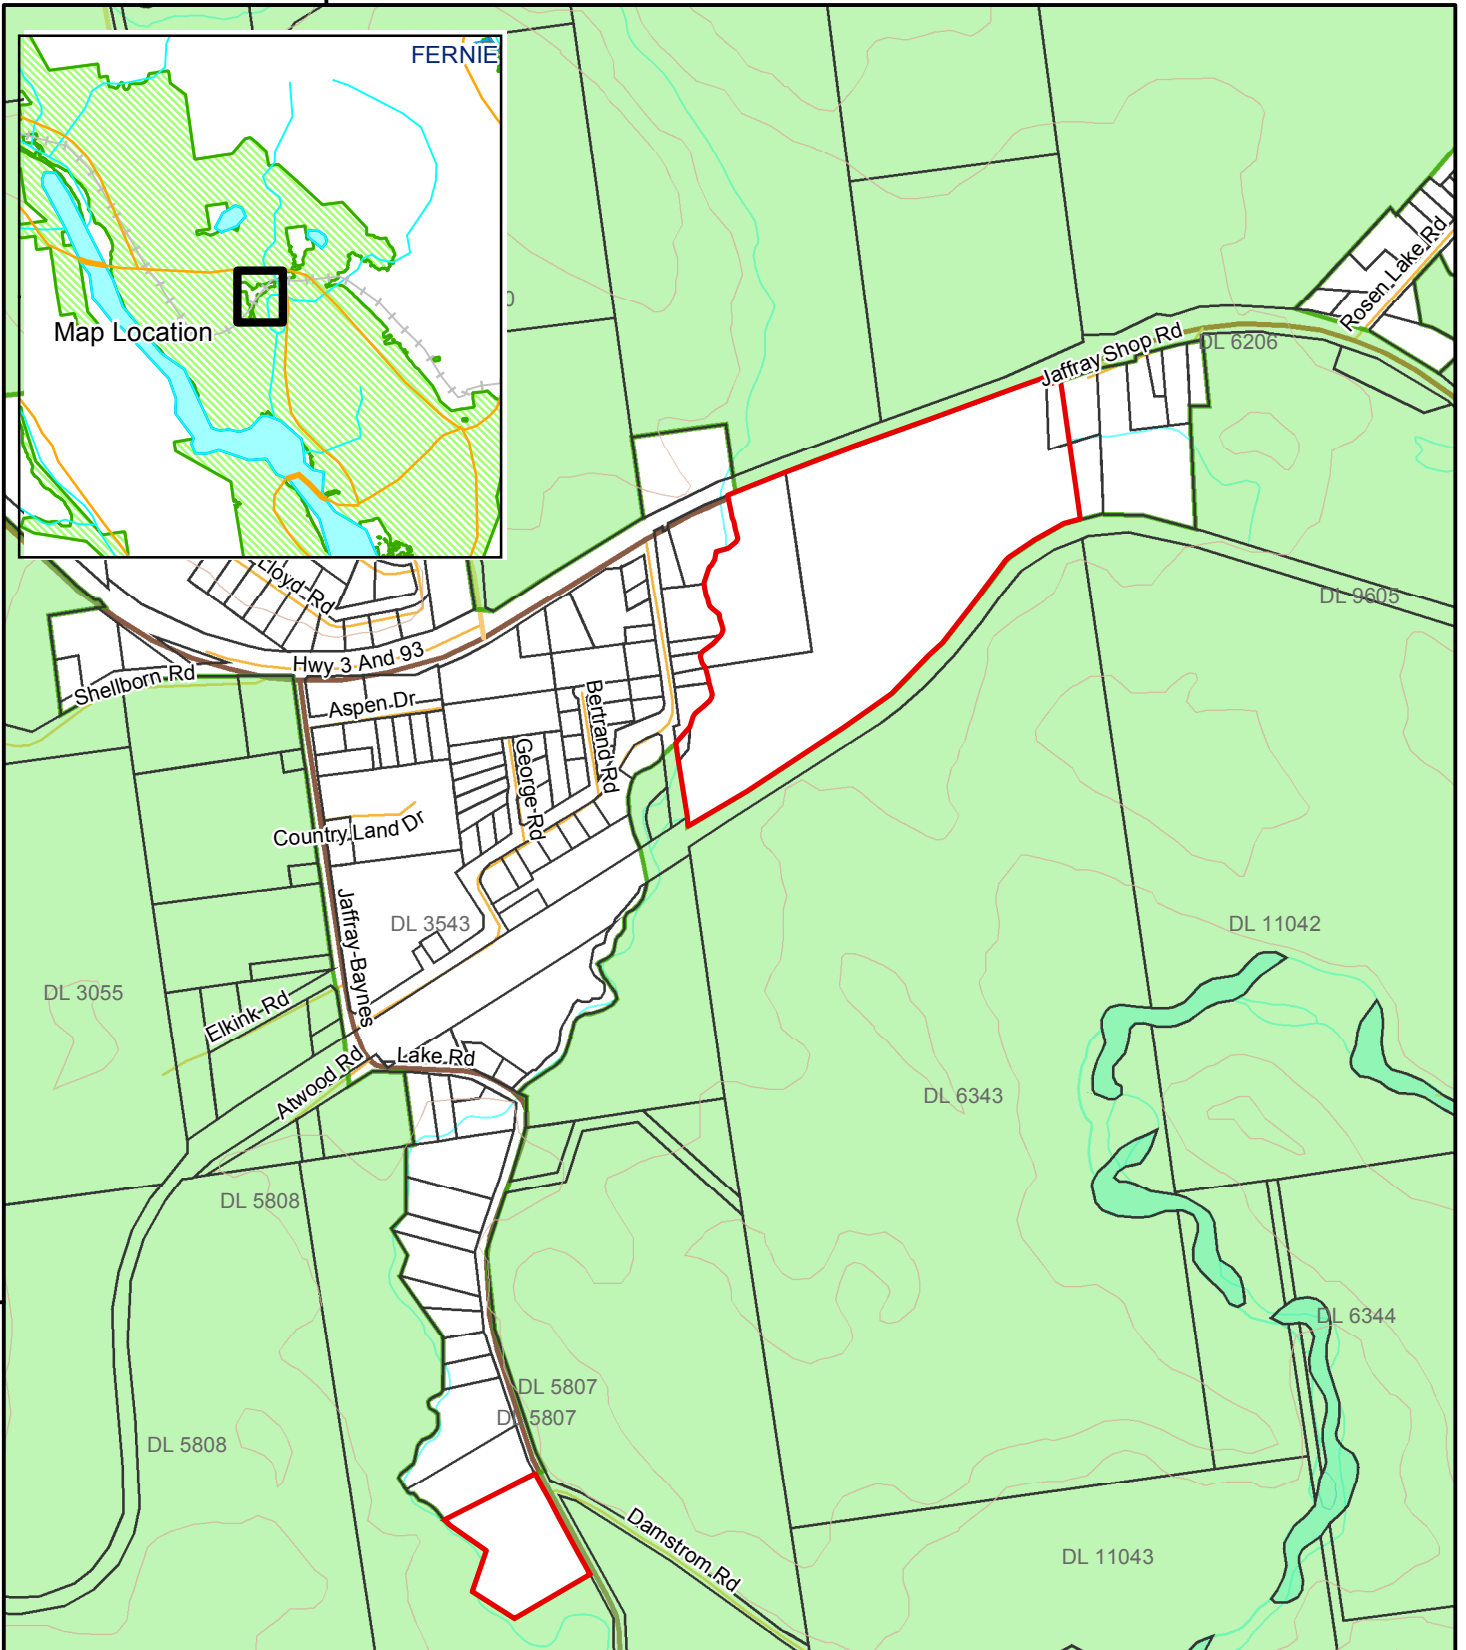 FERNIE
Map Location
0
Rosen Lake Rd
Jaffray Shop Rd
DL 6206
Lloyd Rd
DL 9605
Hwy 3 And 93
Shellborn Rd
Aspen Dr
Bertrand Rd
George Rd
Country Land Dr
Jaffray-Baynes
DL 3543
DL 11042
DL 3055
Elkink Rd
Lake Rd
Atwood Rd
DL 6343
DL 5808
DL 6344
DL 5807
DL 5807
DL 5808
Damstrom Rd
DL 11043